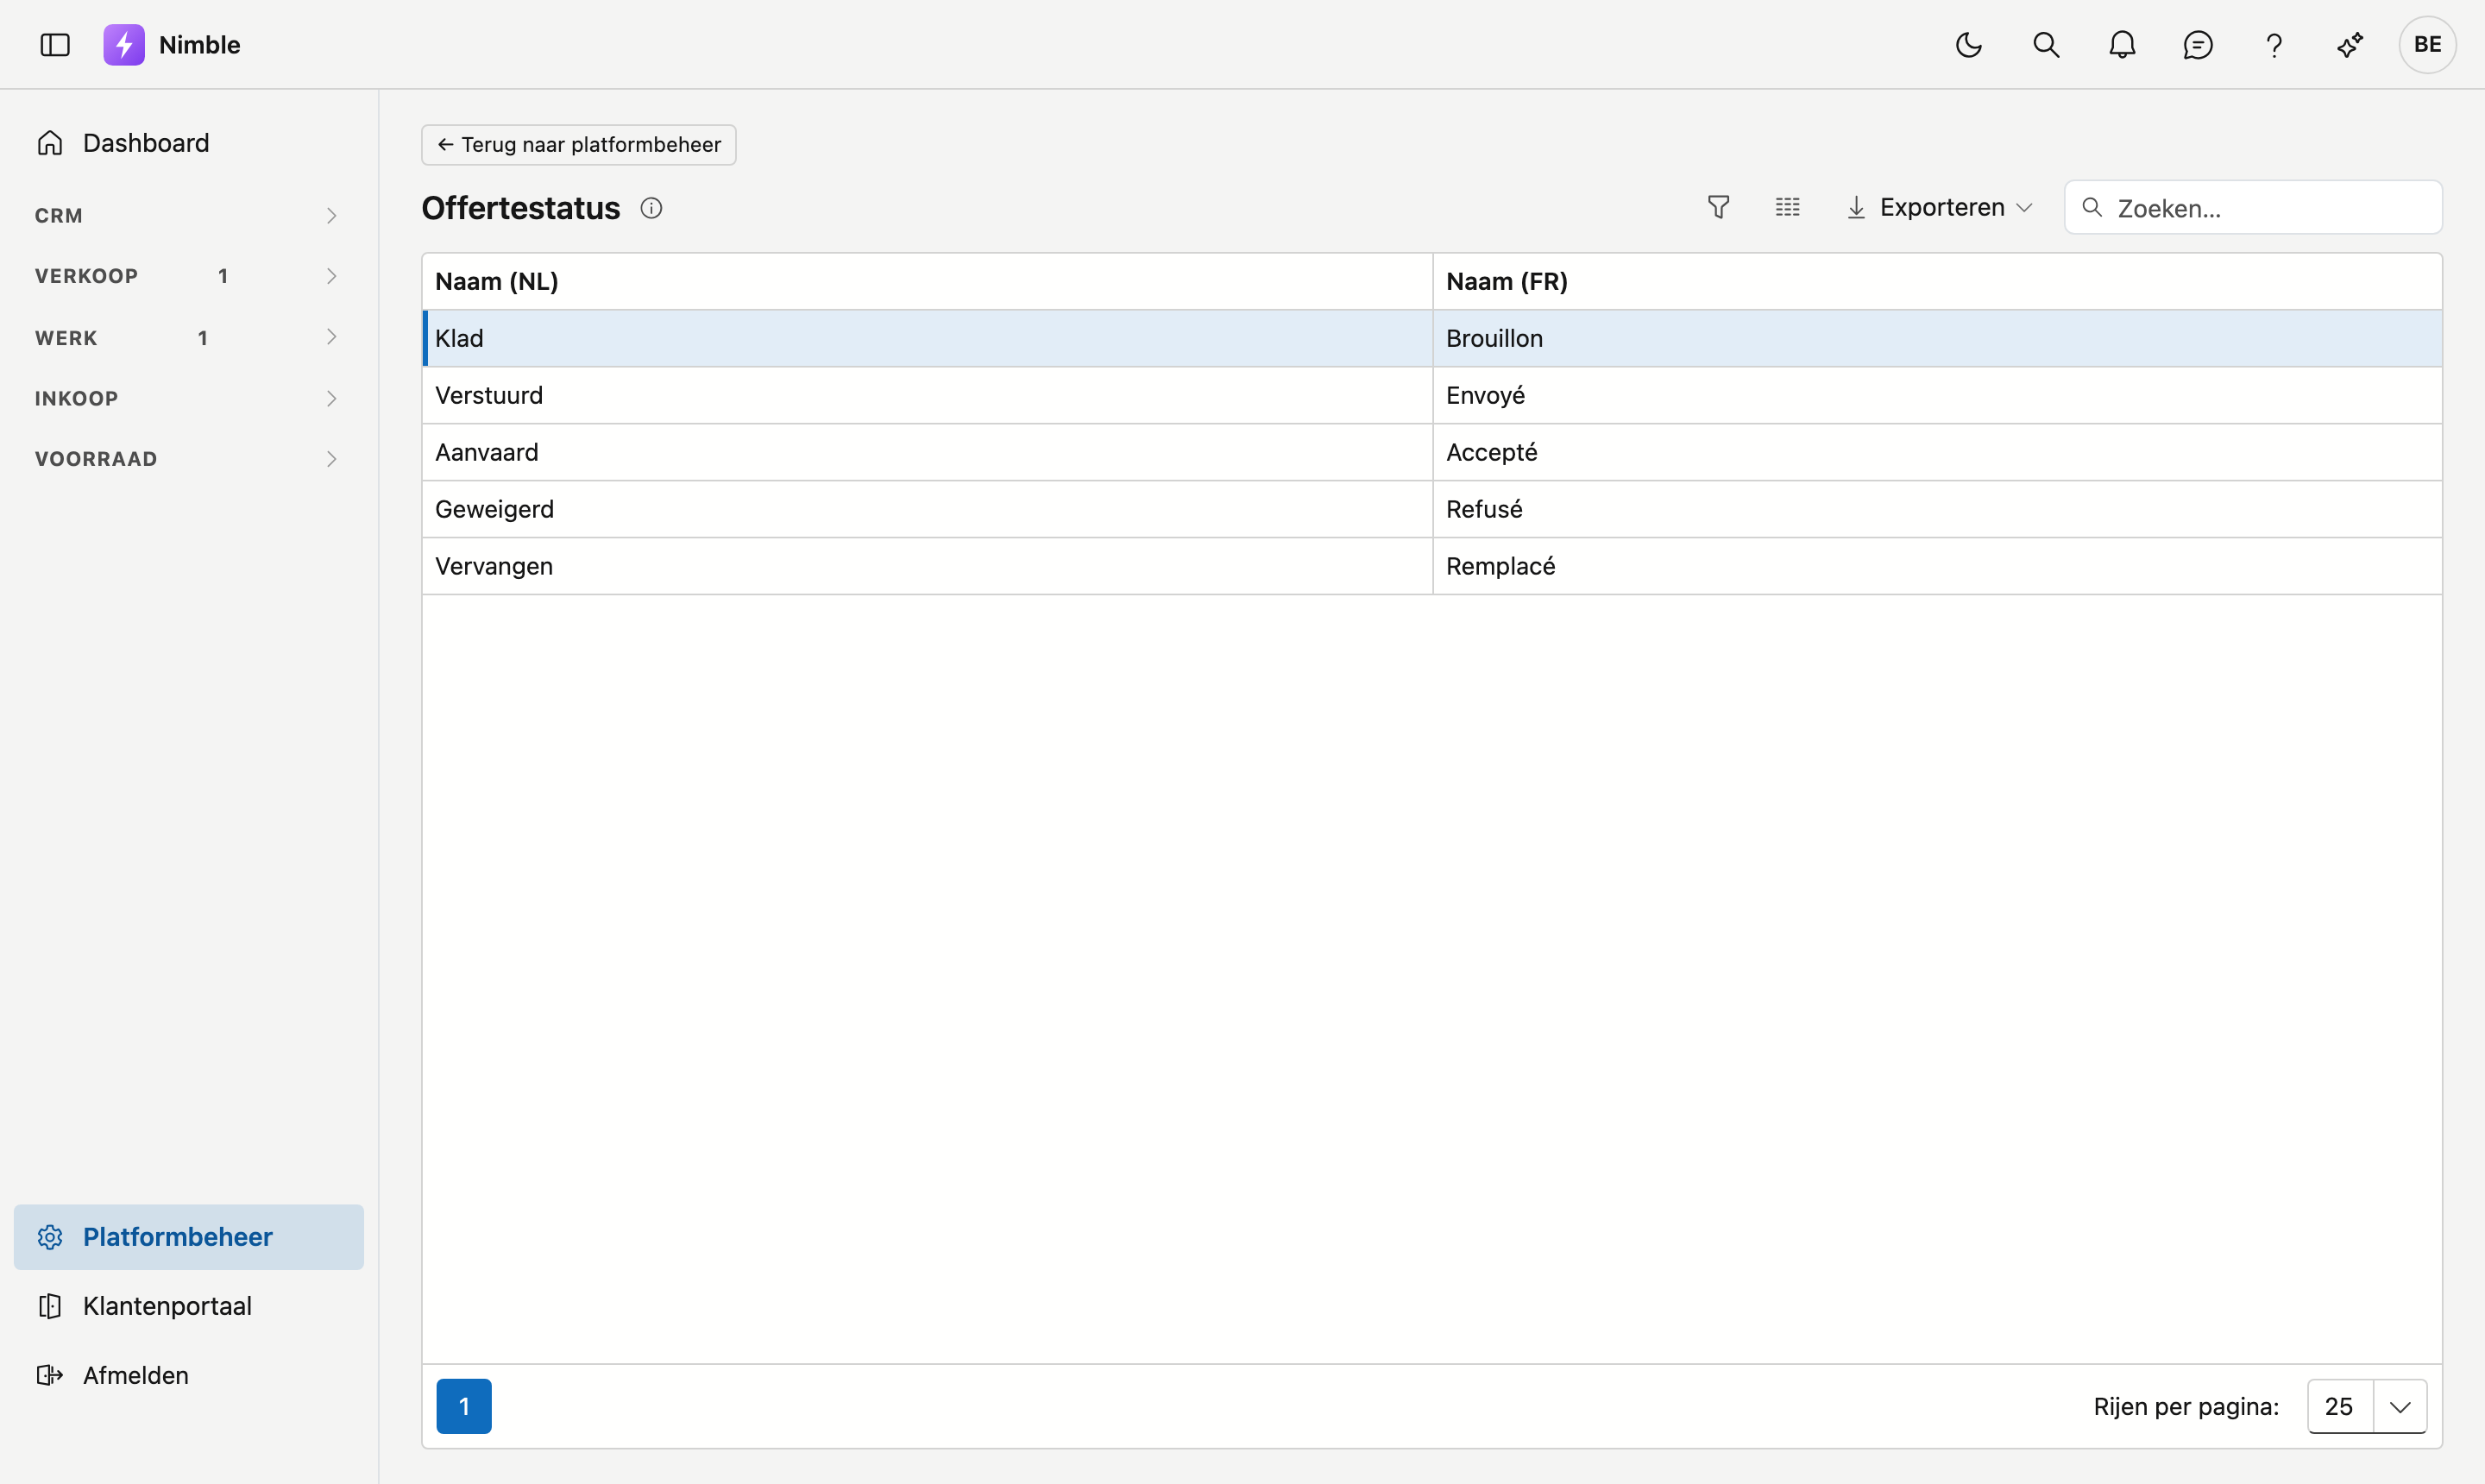 Nimble
BE
Dashboard
CRM
VERKOOP 1
WERK 1
INKOOP
VOORRAAD
Platformbeheer
Klantenportaal
Afmelden
← Terug naar platformbeheer
Offertestatus
Exporteren
Zoeken...
Naam (NL) Naam (FR)
Klad Brouillon
Verstuurd Envoyé
Aanvaard Accepté
Geweigerd Refusé
Vervangen Remplacé
1
Rijen per pagina: 25